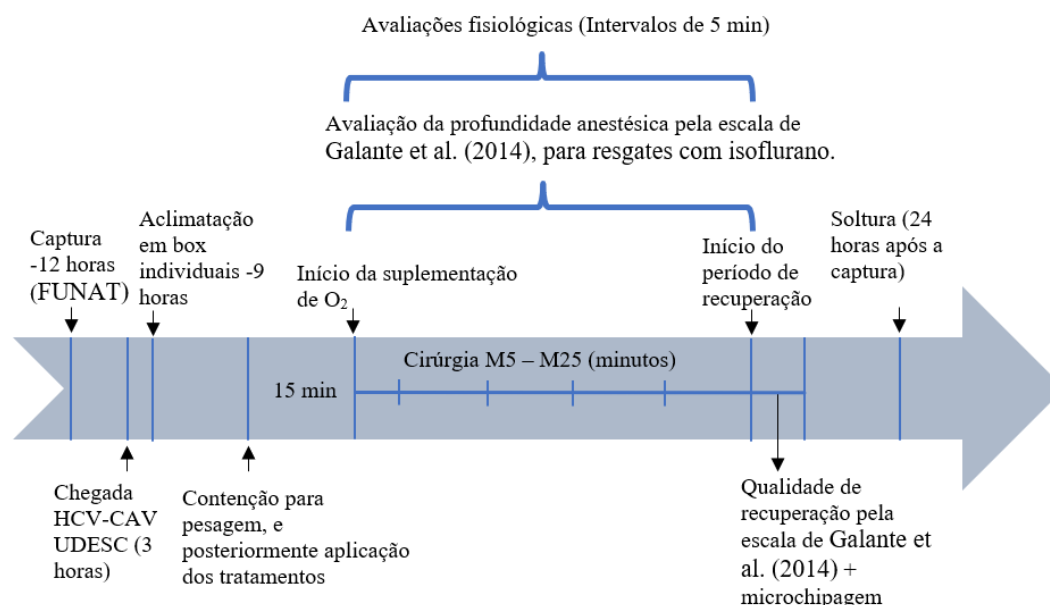 Avaliações fisiológicas (Intervalos de 5 min)
Avaliação da profundidade anestésica pela escala de
Galante et al. (2014), para resgates com isoflurano.
Captura
-12 horas
(FUNAT)
Aclimatação
em box
individuais -9
horas
Início da suplementação
de O2
Início do
período de
recuperação
Soltura (24
horas após a
captura)
15 min
Cirúrgia M5 – M25 (minutos)
Chegada
HCV-CAV
UDESC (3
horas)
Contenção para
pesagem, e
posteriormente aplicação
dos tratamentos
Qualidade de
recuperação pela
escala de Galante et
al. (2014) +
microchipagem